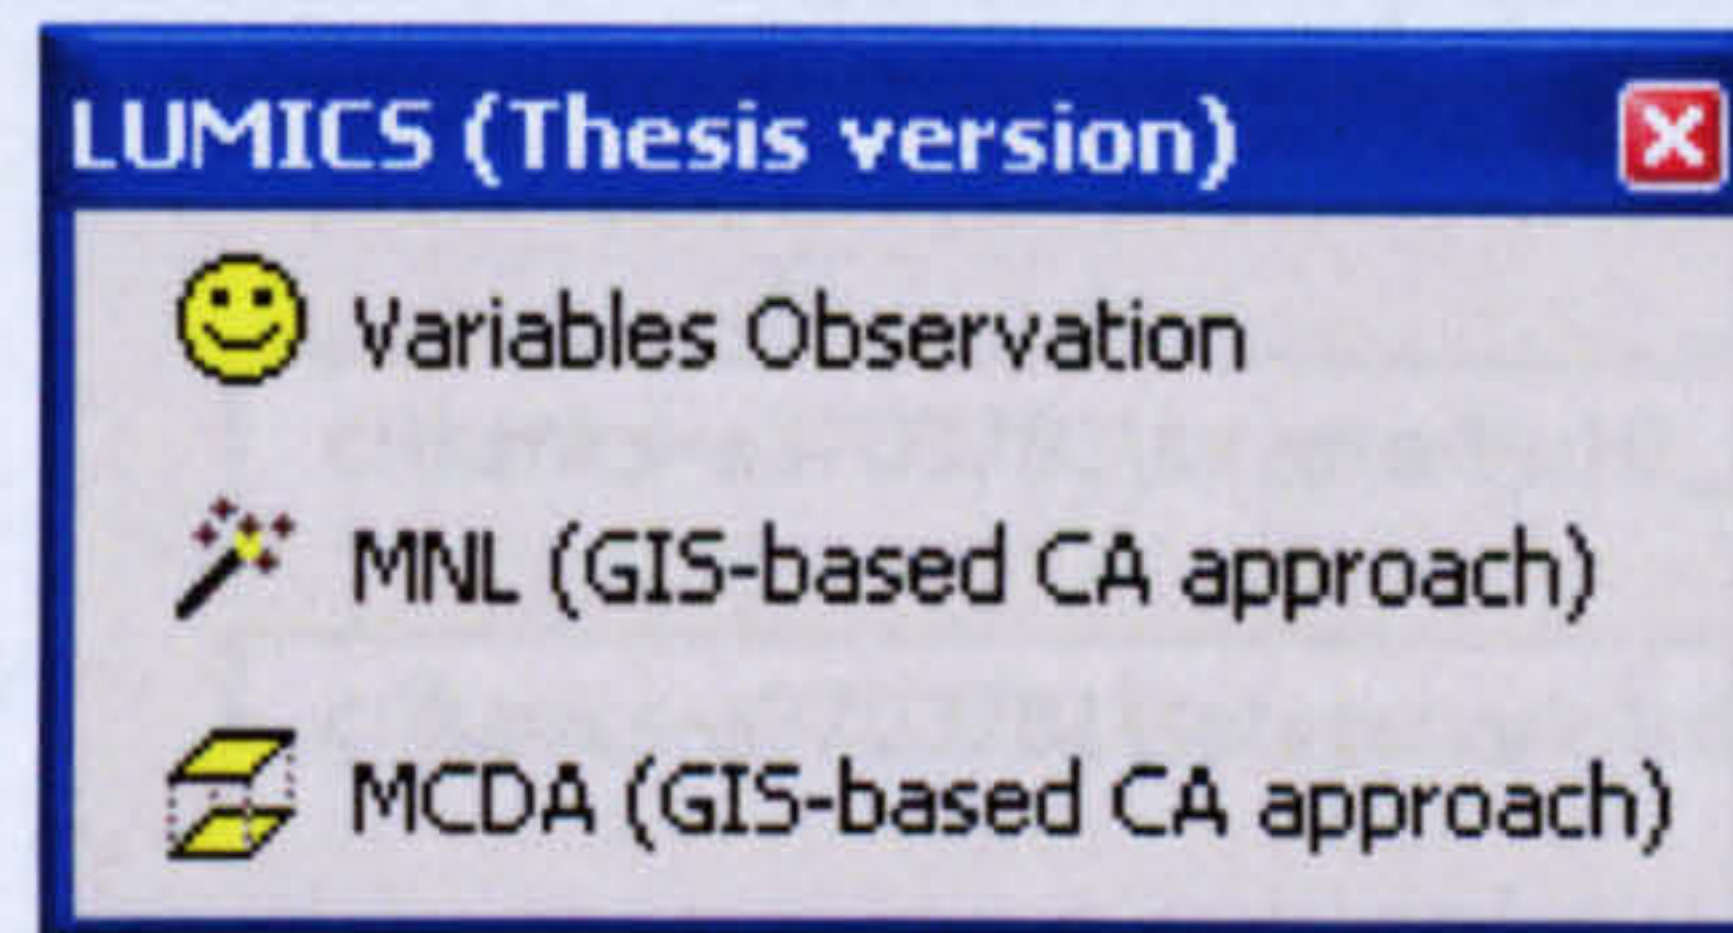 LUMICS (Thesis version)
Variables Observation
MNL (GIS-based CA approach)
MCDA (GIS-based CA approach)